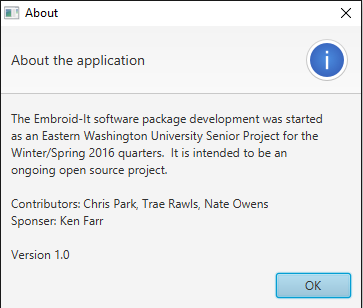 About
About the application
The Embroid-It software package development was started
as an Eastern Washington University Senior Project for the
Winter/Spring 2016 quarters.  It is intended to be an
ongoing open source project.
Contributors: Chris Park, Trae Rawls, Nate Owens
Sponser: Ken Farr
Version 1.0
OK